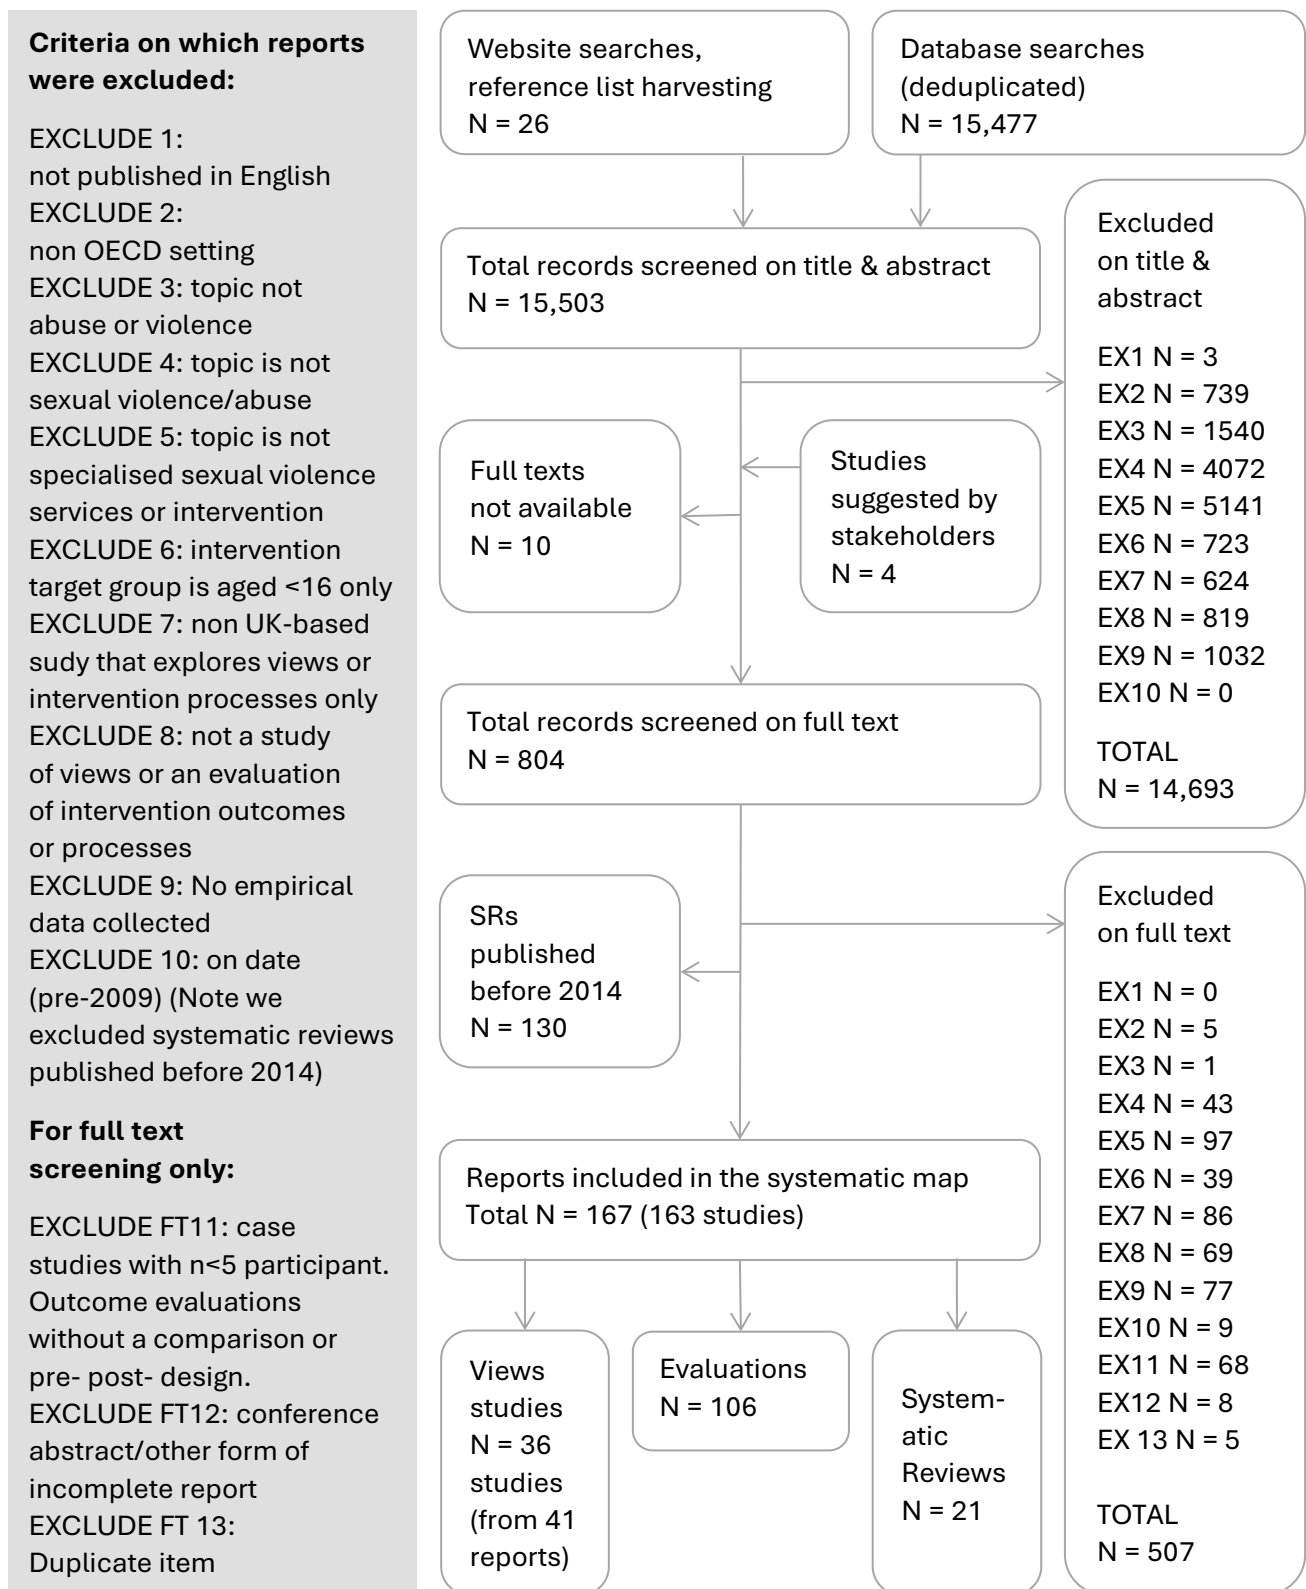 Criteria on which reports
were excluded:
EXCLUDE 1:
not published in English
EXCLUDE 2:
non OECD setting
EXCLUDE 3: topic not
abuse or violence
EXCLUDE 4: topic is not
sexual violence/abuse
EXCLUDE 5: topic is not
specialised sexual violence
services or intervention
EXCLUDE 6: intervention
target group is aged <16 only
EXCLUDE 7: non UK-based
sudy that explores views or
intervention processes only
EXCLUDE 8: not a study
of views or an evaluation
of intervention outcomes
or processes
EXCLUDE 9: No empirical
data collected
EXCLUDE 10: on date
(pre-2009) (Note we
excluded systematic reviews
published before 2014)
For full text
screening only:
EXCLUDE FT11: case
studies with n<5 participant.
Outcome evaluations
without a comparison or
pre- post- design.
EXCLUDE FT12: conference
abstract/other form of
incomplete report
EXCLUDE FT 13:
Duplicate item
Website searches,
reference list harvesting
N = 26
Database searches
(deduplicated)
N = 15,477
Total records screened on title & abstract
N = 15,503
Excluded
on title &
abstract
EX1 N = 3
EX2 N = 739
EX3 N = 1540
EX4 N = 4072
EX5 N = 5141
EX6 N = 723
EX7 N = 624
EX8 N = 819
EX9 N = 1032
EX10 N = 0
TOTAL
N = 14,693
Full texts
not available
N = 10
Studies
suggested by
stakeholders
N = 4
Total records screened on full text
N = 804
SRs
published
before 2014
N = 130
Excluded
on full text
EX1 N = 0
EX2 N = 5
EX3 N = 1
EX4 N = 43
EX5 N = 97
EX6 N = 39
EX7 N = 86
EX8 N = 69
EX9 N = 77
EX10 N = 9
EX11 N = 68
EX12 N = 8
EX 13 N = 5
TOTAL
N = 507
Reports included in the systematic map
Total N = 167 (163 studies)
Views
studies
N = 36
studies
(from 41
reports)
Evaluations
N = 106
System-
atic
Reviews
N = 21